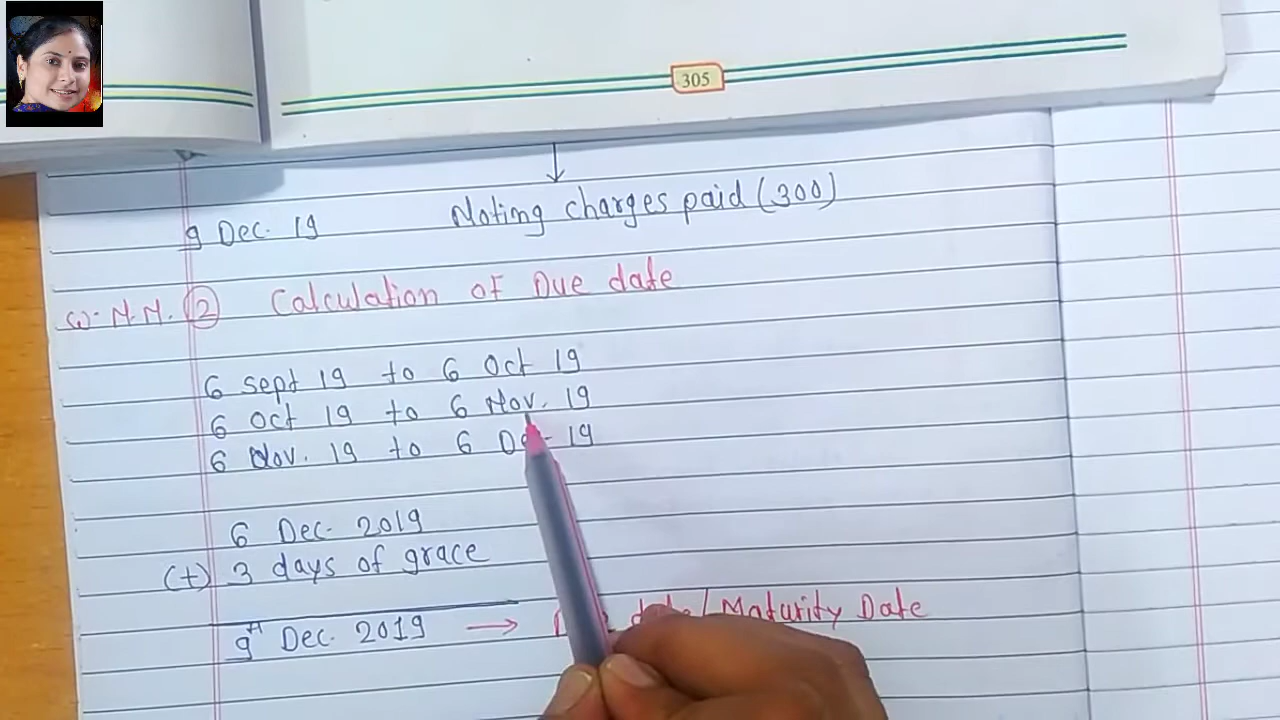 305
9 Dec. 19 Noting charges paid (300)
W.N.N. 2 Calculation of Due date
6 Sept 19 to 6 Oct 19
6 Oct 19 to 6 Nov. 19
6 Nov. 19 to 6 Dec 19
6 Dec. 2019
(+) 3 days of grace
9th Dec. 2019 → date/Maturity Date